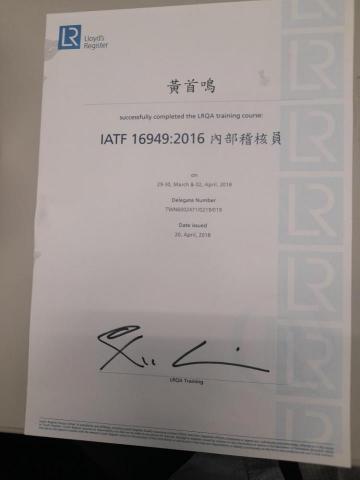 LR
Lloyd's
Register
黃首鳴
successfully completed the LRQA training course:
IATF 16949:2016 內部稽核員
on
29-30, March & 02, April, 2018
Delegate Number
Date issued
20, April, 2018
LRQA Training